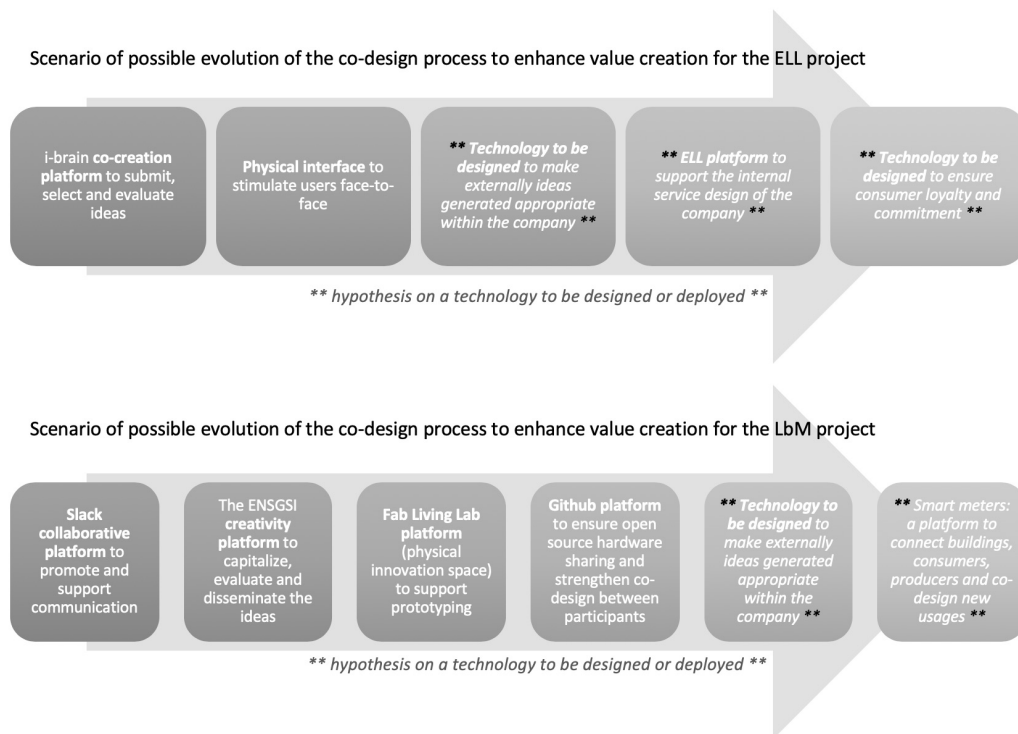 Scenario of possible evolution of the co-design process to enhance value creation for the ELL project
i-brain co-creation
platform to submit,
select and evaluate
ideas
Physical interface to
stimulate users face-to-
face
** Technology to be
designed to make
externally ideas
generated appropriate
within the company **
** ELL platform to
support the internal
service design of the
company **
** Technology to be
designed to ensure
consumer loyalty and
commitment **
** hypothesis on a technology to be designed or deployed **
Scenario of possible evolution of the co-design process to enhance value creation for the LbM project
Slack
collaborative
platform to
promote and
support
communication
The ENSGSI
creativity
platform to
capitalize,
evaluate and
disseminate the
ideas
Fab Living Lab
platform
(physical
innovation space)
to support
prototyping
Github platform
to ensure open
source hardware
sharing and
strengthen co-
design between
participants
** Technology to
be designed to
make externally
ideas generated
appropriate
within the
company **
** Smart meters:
a platform to
connect buildings,
consumers,
producers and co-
design new
usages **
** hypothesis on a technology to be designed or deployed **